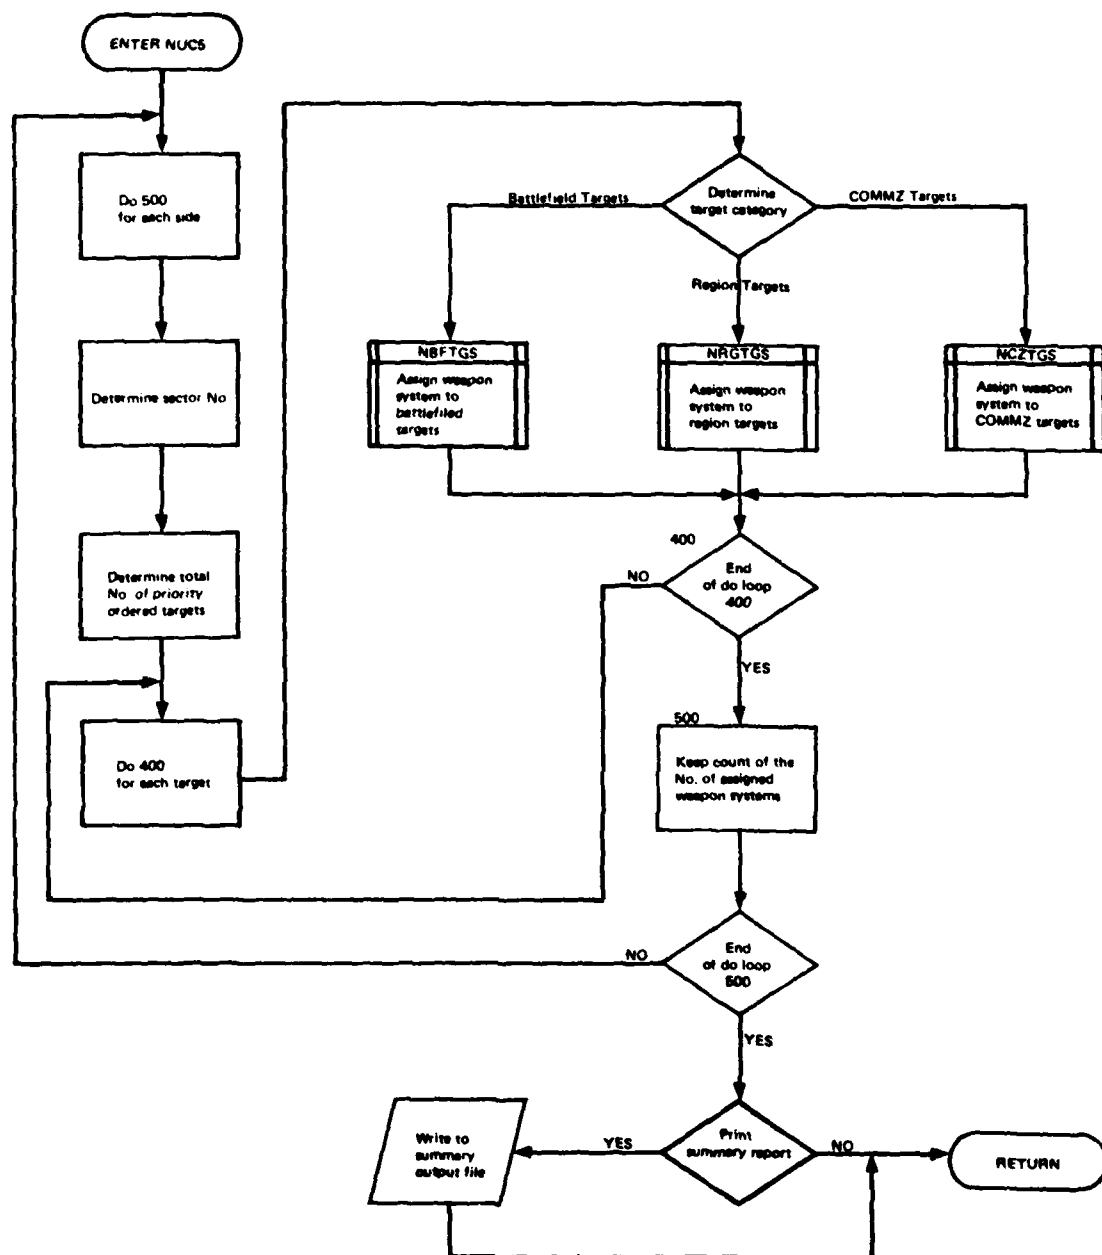 ENTER NUC5
Do 500
for each side
Determine sector No
Determine total
No. of priority
ordered targets
Do 400
for each target
Determine
target category
Battlefield Targets
COMMZ Targets
Region Targets
NBFTGS
Assign weapon
system to
battlefiled
targets
NRGTGS
Assign weapon
system to
region targets
NCZTGS
Assign weapon
system to
COMMZ targets
400
End
of do loop
400
NO
YES
500
Keep count of the
No. of assigned
weapon systems
End
of do loop
500
NO
YES
Print
summary report
YES
NO
Write to
summary
output file
RETURN